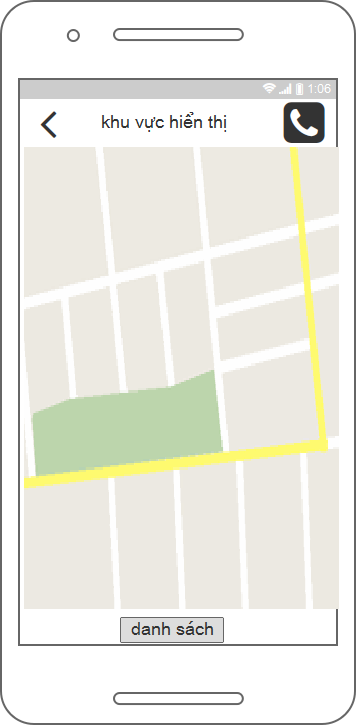 1:06
khu vực hiển thị
danh sách